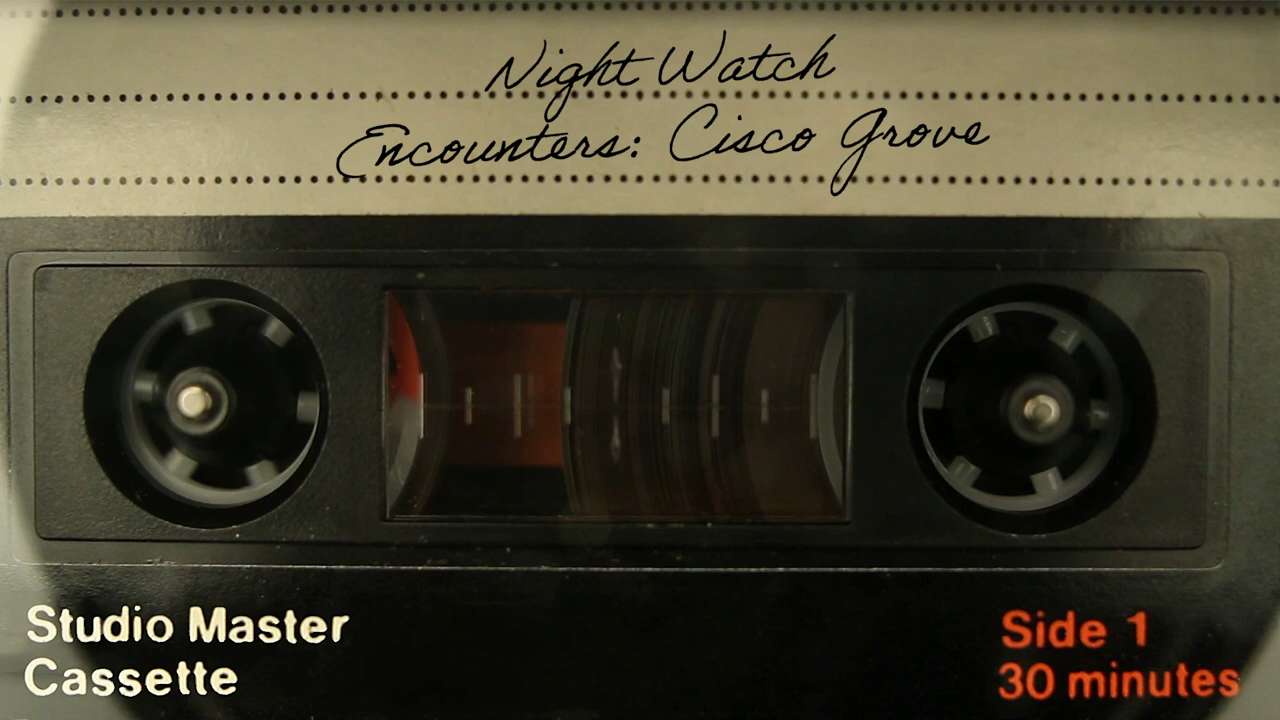 Night Watch
Encounters: Cisco Grove
Studio Master
Cassette
Side 1
30 minutes